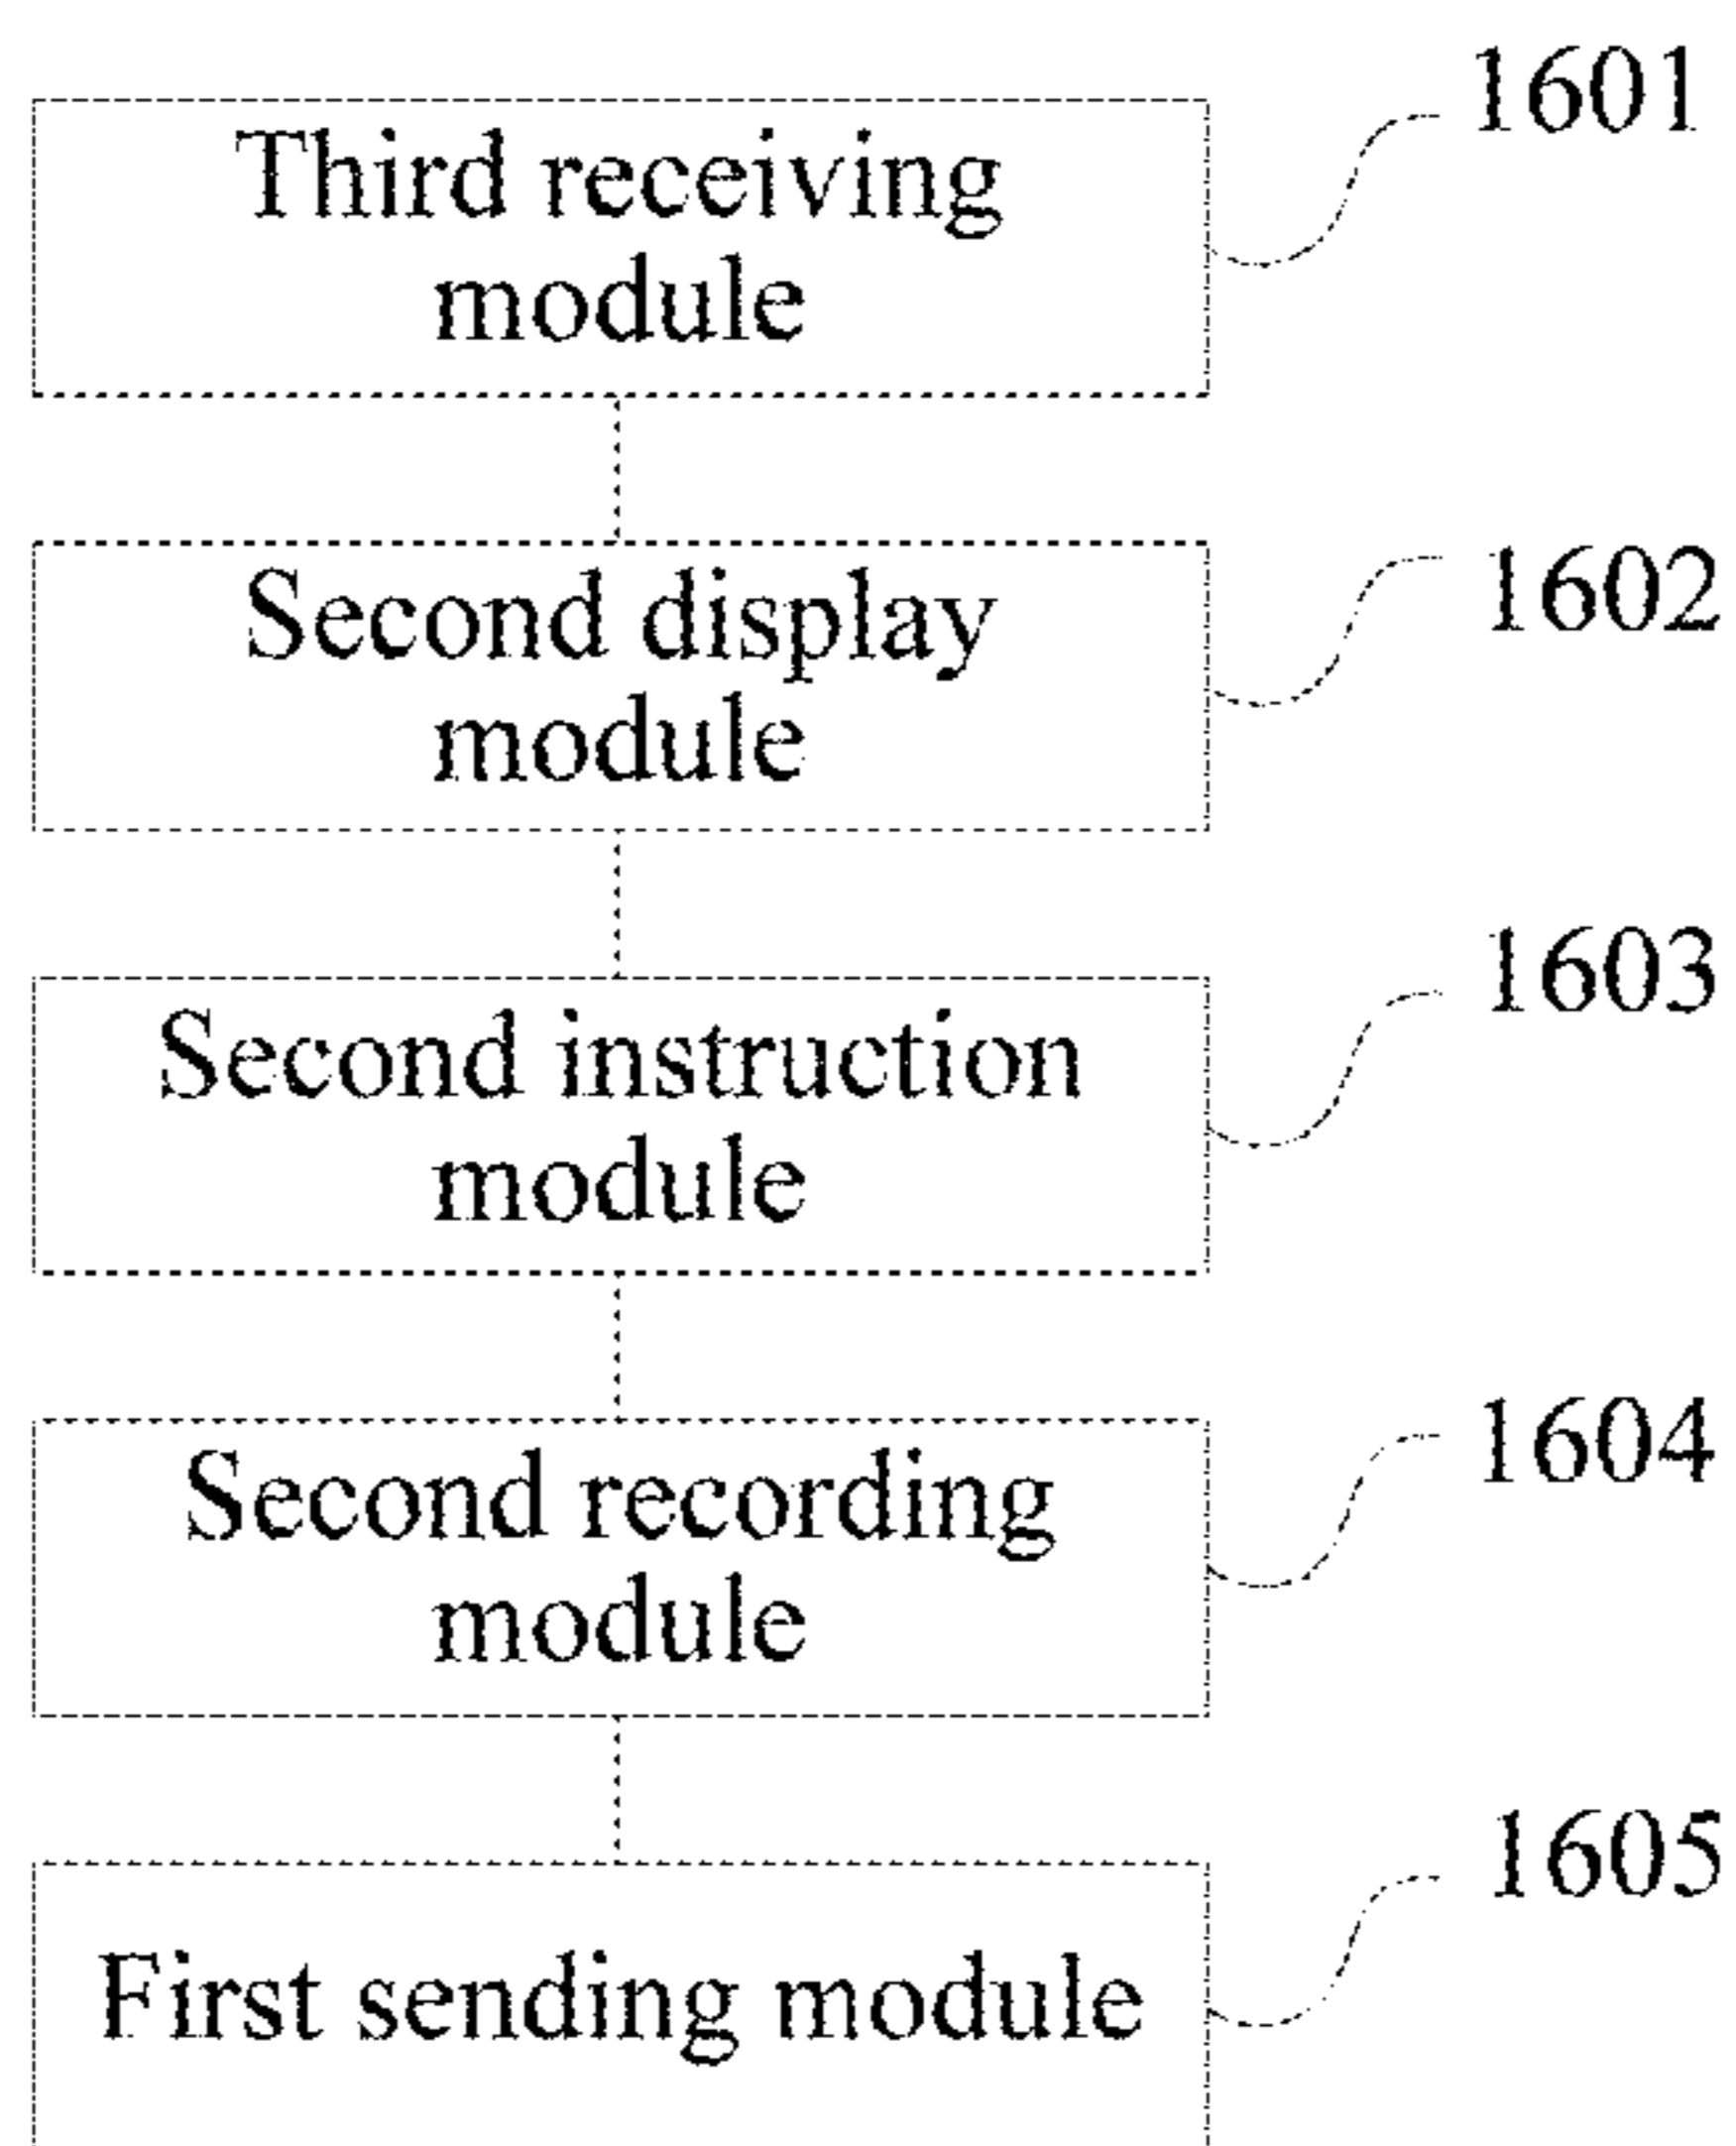 1601
Third receiving
module
1602
Second display
module
1603
Second instruction
module
1604
Second recording
module
1605
First sending module